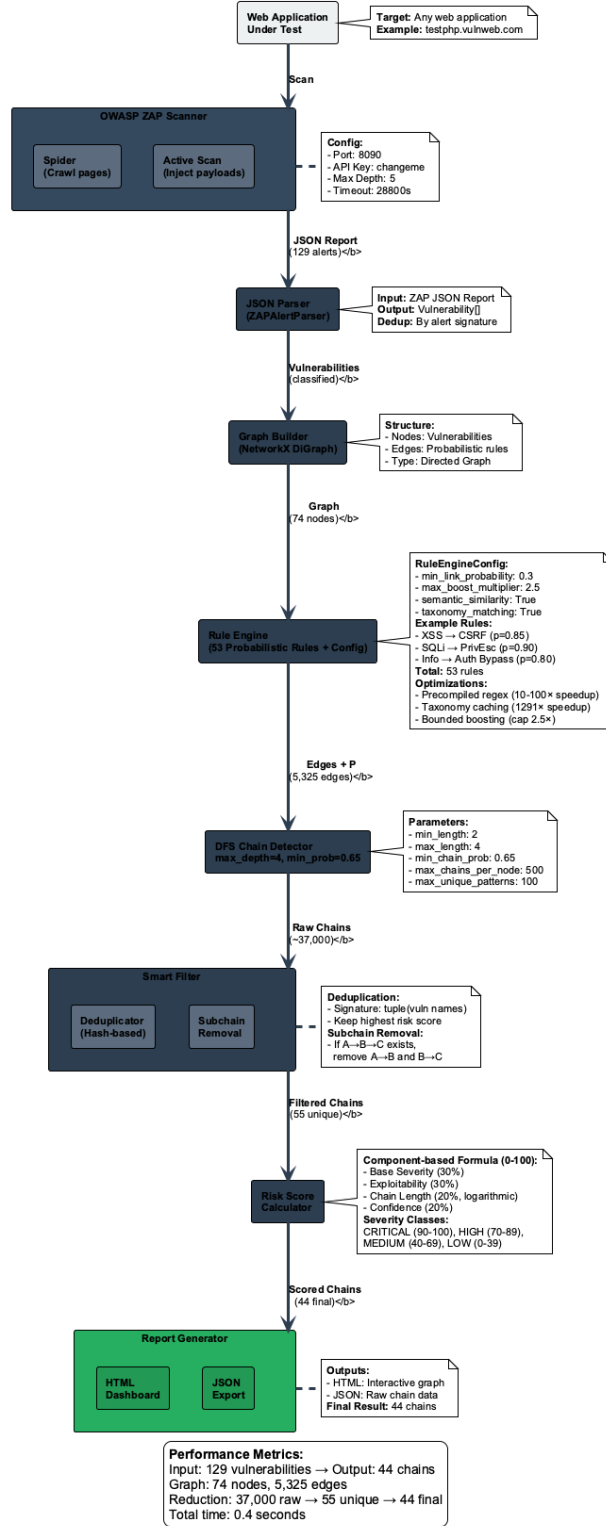 Web Application
Under Test
Target: Any web application
Example: testphp.vulnweb.com
Scan
OWASP ZAP Scanner
Spider
(Crawl pages)
Active Scan
(Inject payloads)
Config:
- Port: 8090
- API Key: changeme
- Max Depth: 5
- Timeout: 28800s
JSON Report
(129 alerts)</b>
JSON Parser
(ZAPAlertParser)
Input: ZAP JSON Report
Output: Vulnerability[]
Dedup: By alert signature
Vulnerabilities
(classified)</b>
Graph Builder
(NetworkX DiGraph)
Structure:
- Nodes: Vulnerabilities
- Edges: Probabilistic rules
- Type: Directed Graph
Graph
(74 nodes)</b>
Rule Engine
(53 Probabilistic Rules + Config)
RuleEngineConfig:
- min_link_probability: 0.3
- max_boost_multiplier: 2.5
- semantic_similarity: True
- taxonomy_matching: True
Example Rules:
- XSS → CSRF (p=0.85)
- SQLi → PrivEsc (p=0.90)
- Info → Auth Bypass (p=0.80)
Total: 53 rules
Optimizations:
- Precompiled regex (10-100× speedup)
- Taxonomy caching (1291× speedup)
- Bounded boosting (cap 2.5×)
Edges + P
(5,325 edges)</b>
DFS Chain Detector
max_depth=4, min_prob=0.65
Parameters:
- min_length: 2
- max_length: 4
- min_chain_prob: 0.65
- max_chains_per_node: 500
- max_unique_patterns: 100
Raw Chains
(~37,000)</b>
Smart Filter
Deduplicator
(Hash-based)
Subchain
Removal
Deduplication:
- Signature: tuple(vuln names)
- Keep highest risk score
Subchain Removal:
- If A→B→C exists,
remove A→B and B→C
Filtered Chains
(55 unique)</b>
Risk Score
Calculator
Component-based Formula (0-100):
- Base Severity (30%)
- Exploitability (30%)
- Chain Length (20%, logarithmic)
- Confidence (20%)
Severity Classes:
CRITICAL (90-100), HIGH (70-89),
MEDIUM (40-69), LOW (0-39)
Scored Chains
(44 final)</b>
Report Generator
HTML
Dashboard
JSON
Export
Outputs:
- HTML: Interactive graph
- JSON: Raw chain data
Final Result: 44 chains
Performance Metrics:
Input: 129 vulnerabilities → Output: 44 chains
Graph: 74 nodes, 5,325 edges
Reduction: 37,000 raw → 55 unique → 44 final
Total time: 0.4 seconds